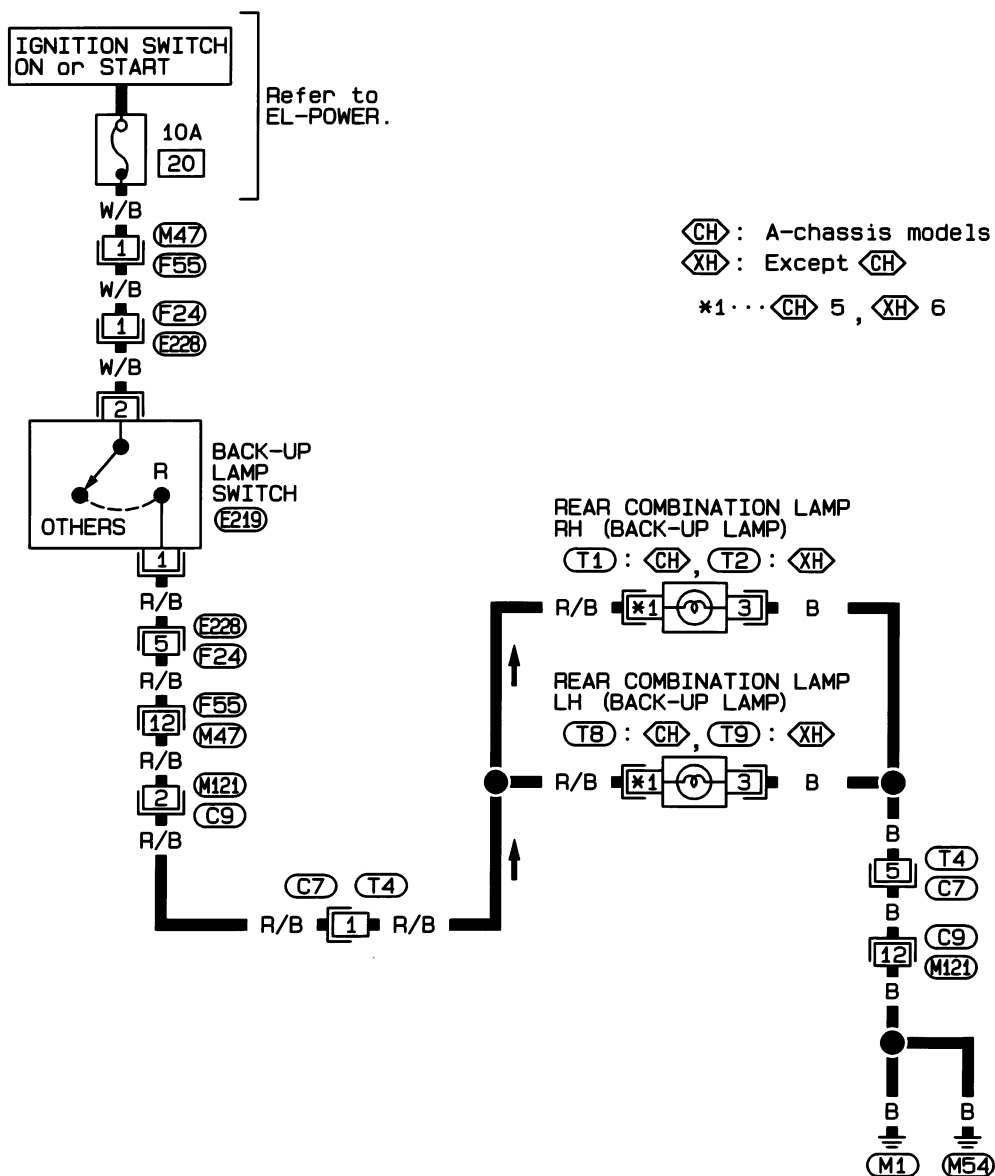 IGNITION SWITCH
ON or START
Refer to
EL-POWER.
10A
20
W/B
1
M47
F55
W/B
1
F24
E228
W/B
2
BACK-UP
LAMP
SWITCH
E219
R
OTHERS
1
R/B
5
E228
F24
R/B
12
F55
M47
R/B
2
M121
C9
R/B
C7 T4
R/B 1 R/B
CH : A-chassis models
XH : Except CH
*1··· CH 5 , XH 6
REAR COMBINATION LAMP
RH (BACK-UP LAMP)
T1 : CH , T2 : XH
R/B *1 3 B
REAR COMBINATION LAMP
LH (BACK-UP LAMP)
T8 : CH , T9 : XH
R/B *1 3 B
B
5
T4
C7
B
12
C9
M121
B
B B
M1 M54